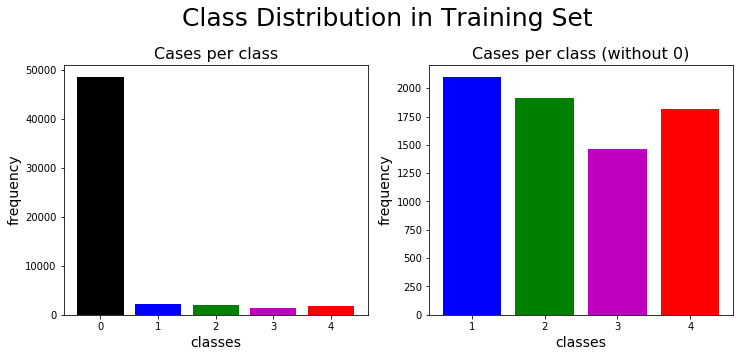 Class Distribution in Training Set
Cases per class
50000
40000
30000
20000
10000
0
frequency
0 1 2 3 4
classes
Cases per class (without 0)
2000
1750
1500
1250
1000
750
500
250
0
frequency
1 2 3 4
classes